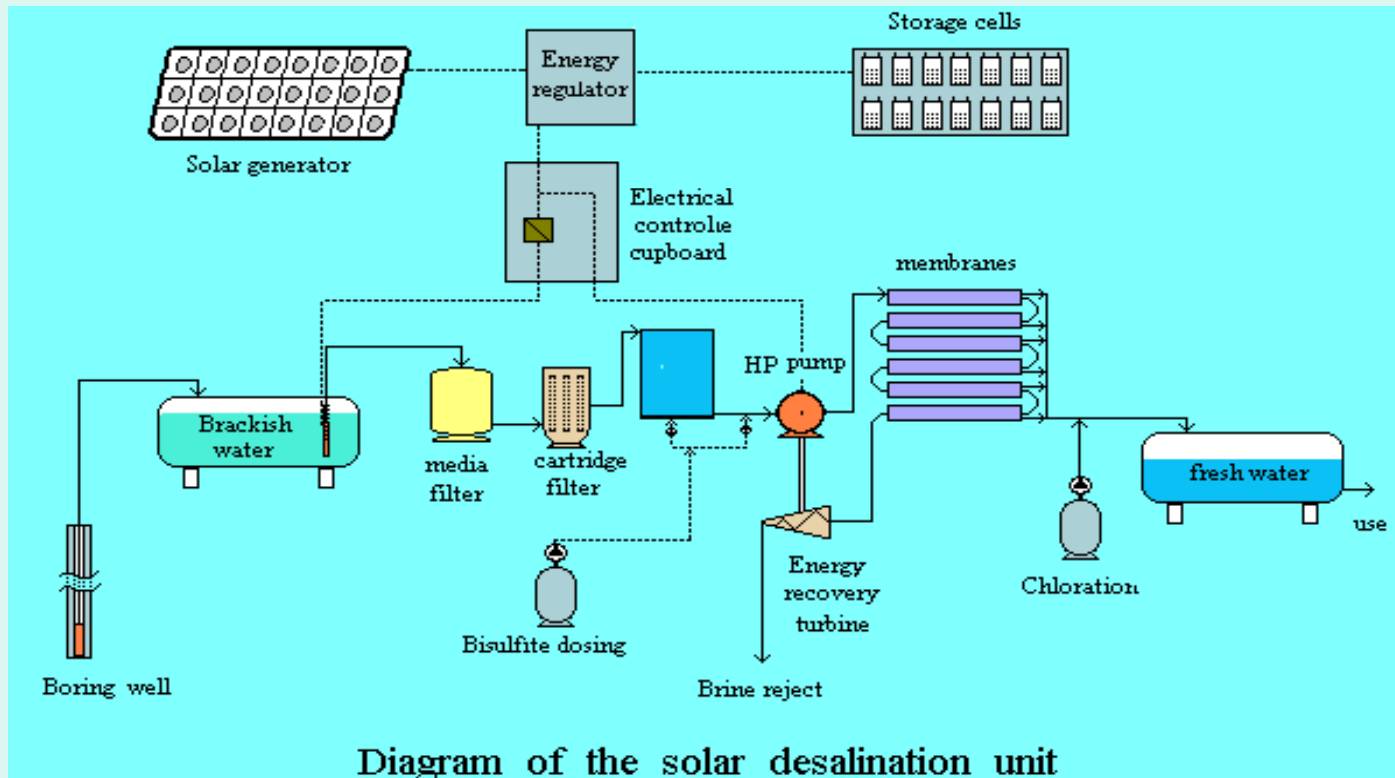 Storage cells
Energy
regulator
Solar generator
Electrical
controlie
cupboard
membranes
HP pump
Brackish
water
media
filter
cartridge
filter
fresh water
use
Energy
recovery
turbine
Chloration
Bisulfite dosing
Boring well
Brine reject
Diagram of the solar desalination unit